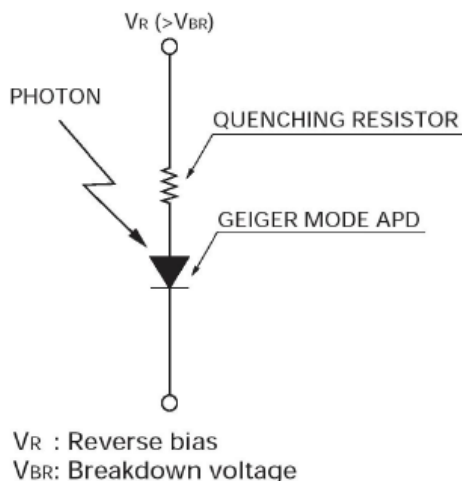 VR (>VBR)
PHOTON
QUENCHING RESISTOR
GEIGER MODE APD
VR : Reverse bias
VBR: Breakdown voltage